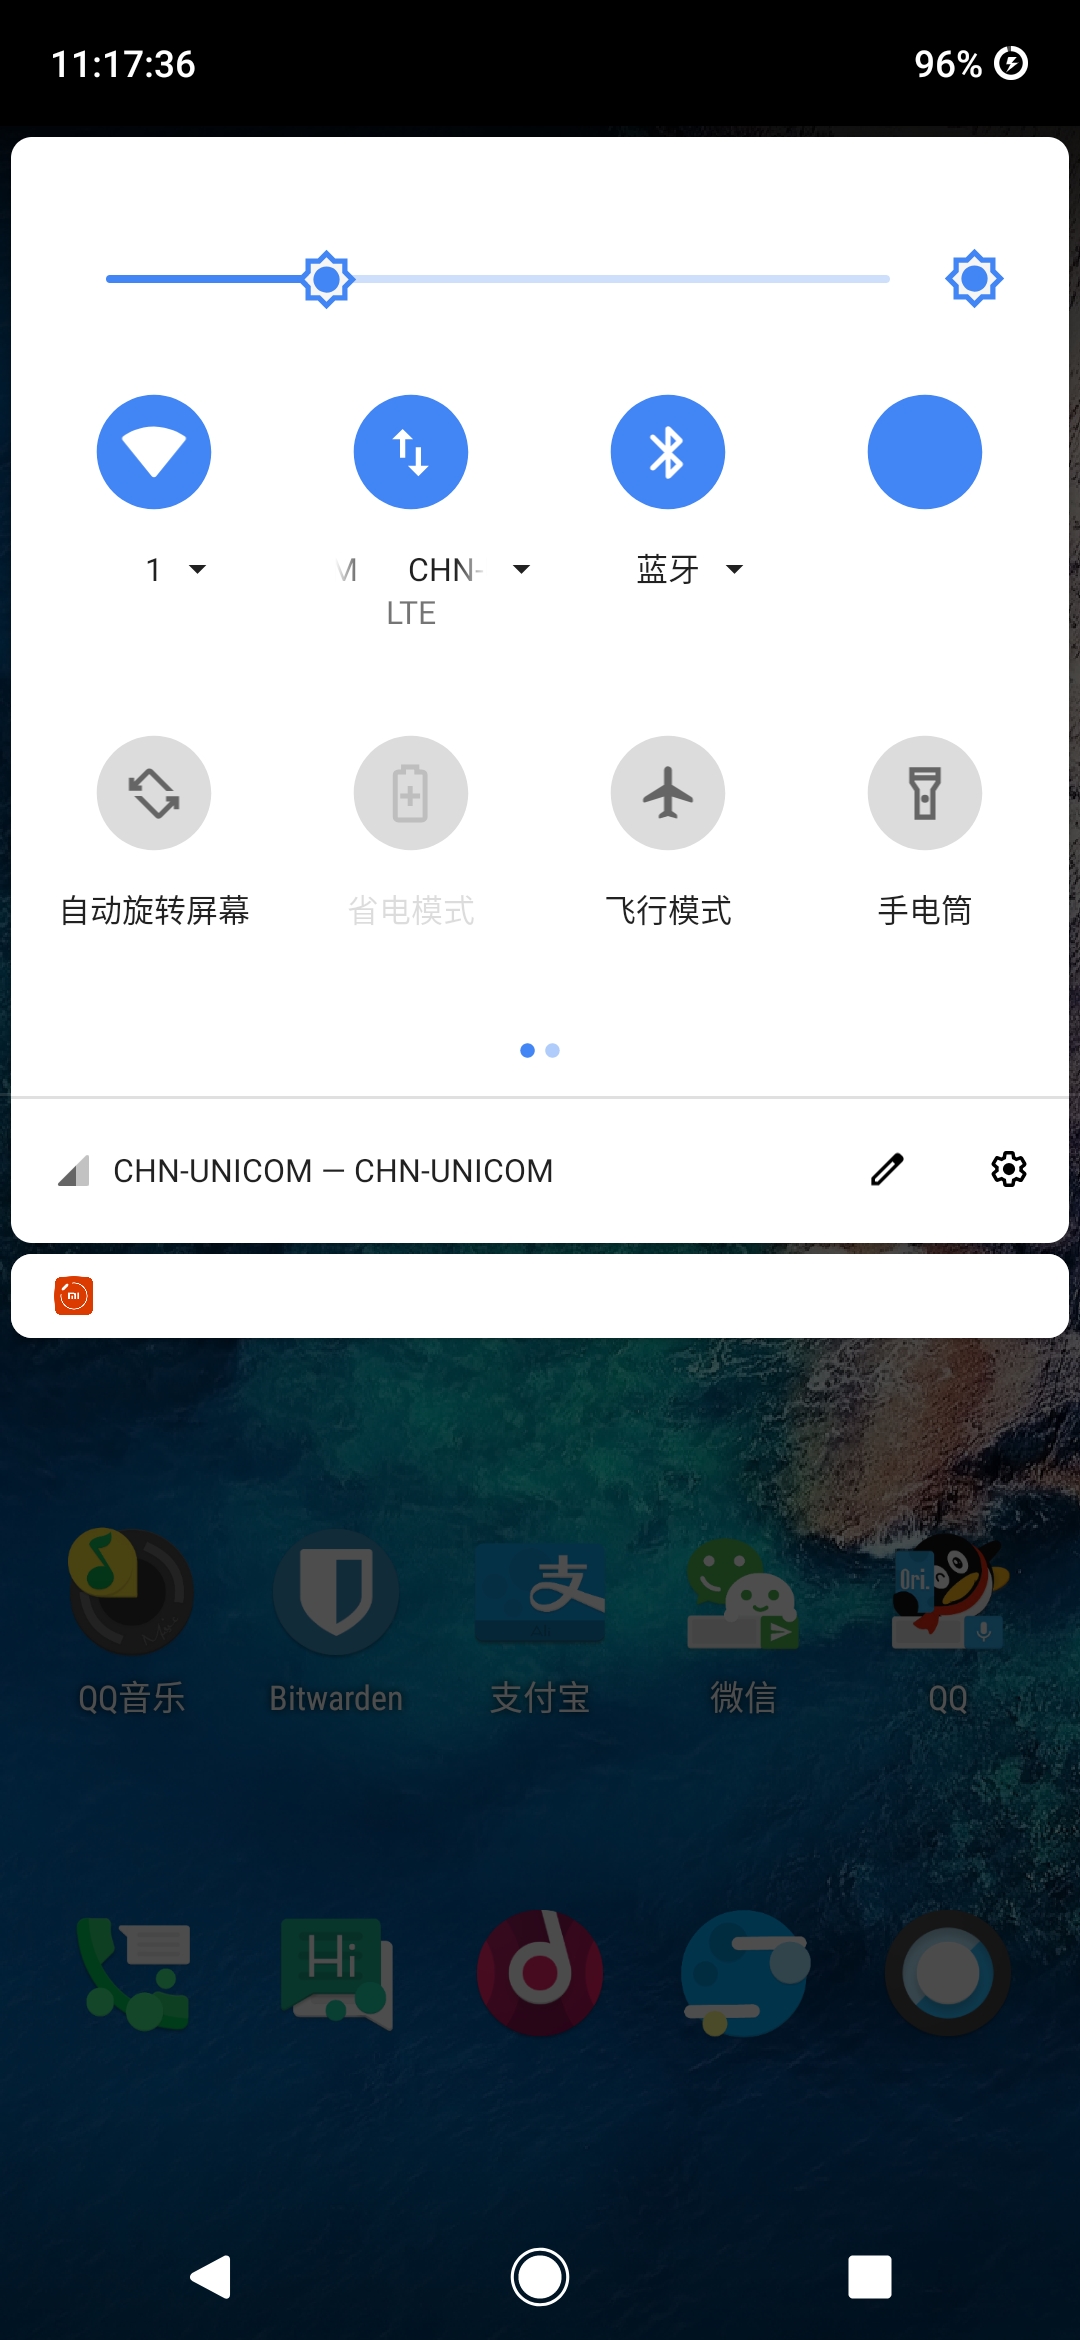 11:17:36
96%
1
M CHN-
LTE
蓝牙
自动旋转屏幕
省电模式
飞行模式
手电筒
CHN-UNICOM — CHN-UNICOM
mi
Ori.
QQ音乐
Bitwarden
支付宝
微信
QQ
Hi